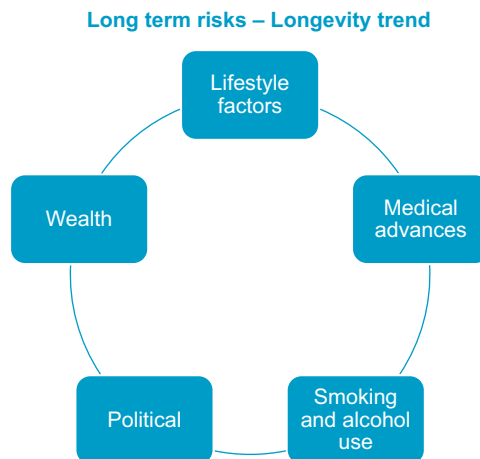 Long term risks – Longevity trend
Lifestyle
factors
Medical
advances
Smoking
and alcohol
use
Political
Wealth